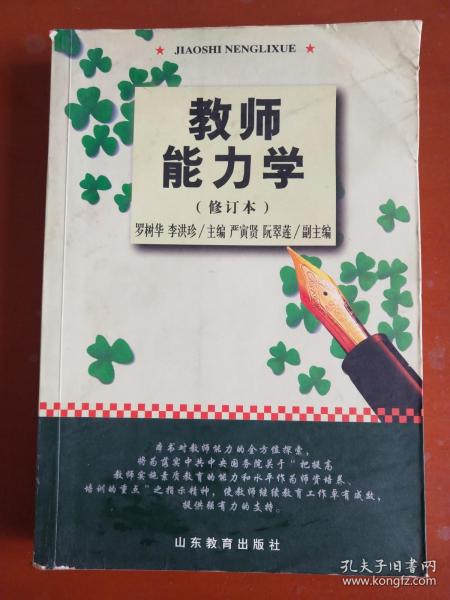 ★ JIAOSHI NENGLIXUE ★
教师
能力学
(修订本)
罗树华 李洪珍/主编 严寅贤 阮翠莲/副主编
本书对教师能力的全方位探索,
将为落实中共中央国务院关于“把提高
教师实施素质教育的能力和水平作为师资培养、
培训的重点”之指示精神,使教师继续教育工作卓有成效,
提供强有力的支持。
山东教育出版社
孔夫子旧书网
www.kongfz.com